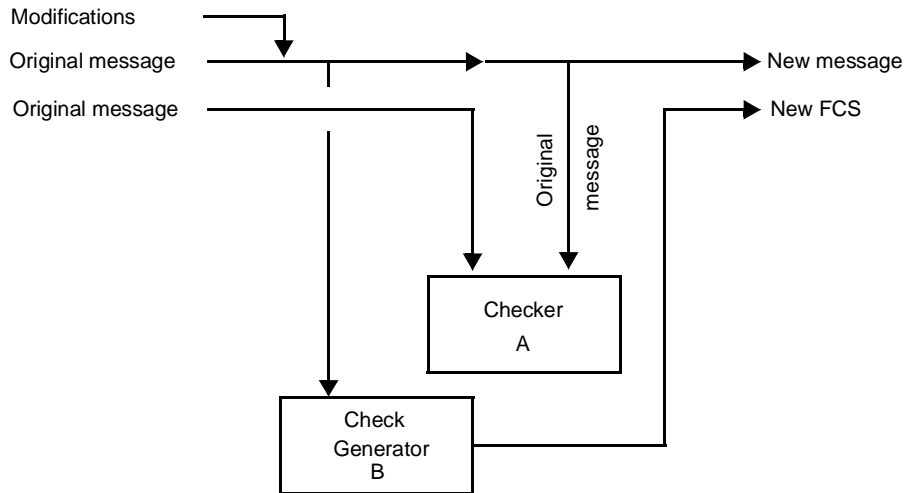 Modifications
Original message
New message
Original message
New FCS
Original
message
Checker
A
Check
Generator
B